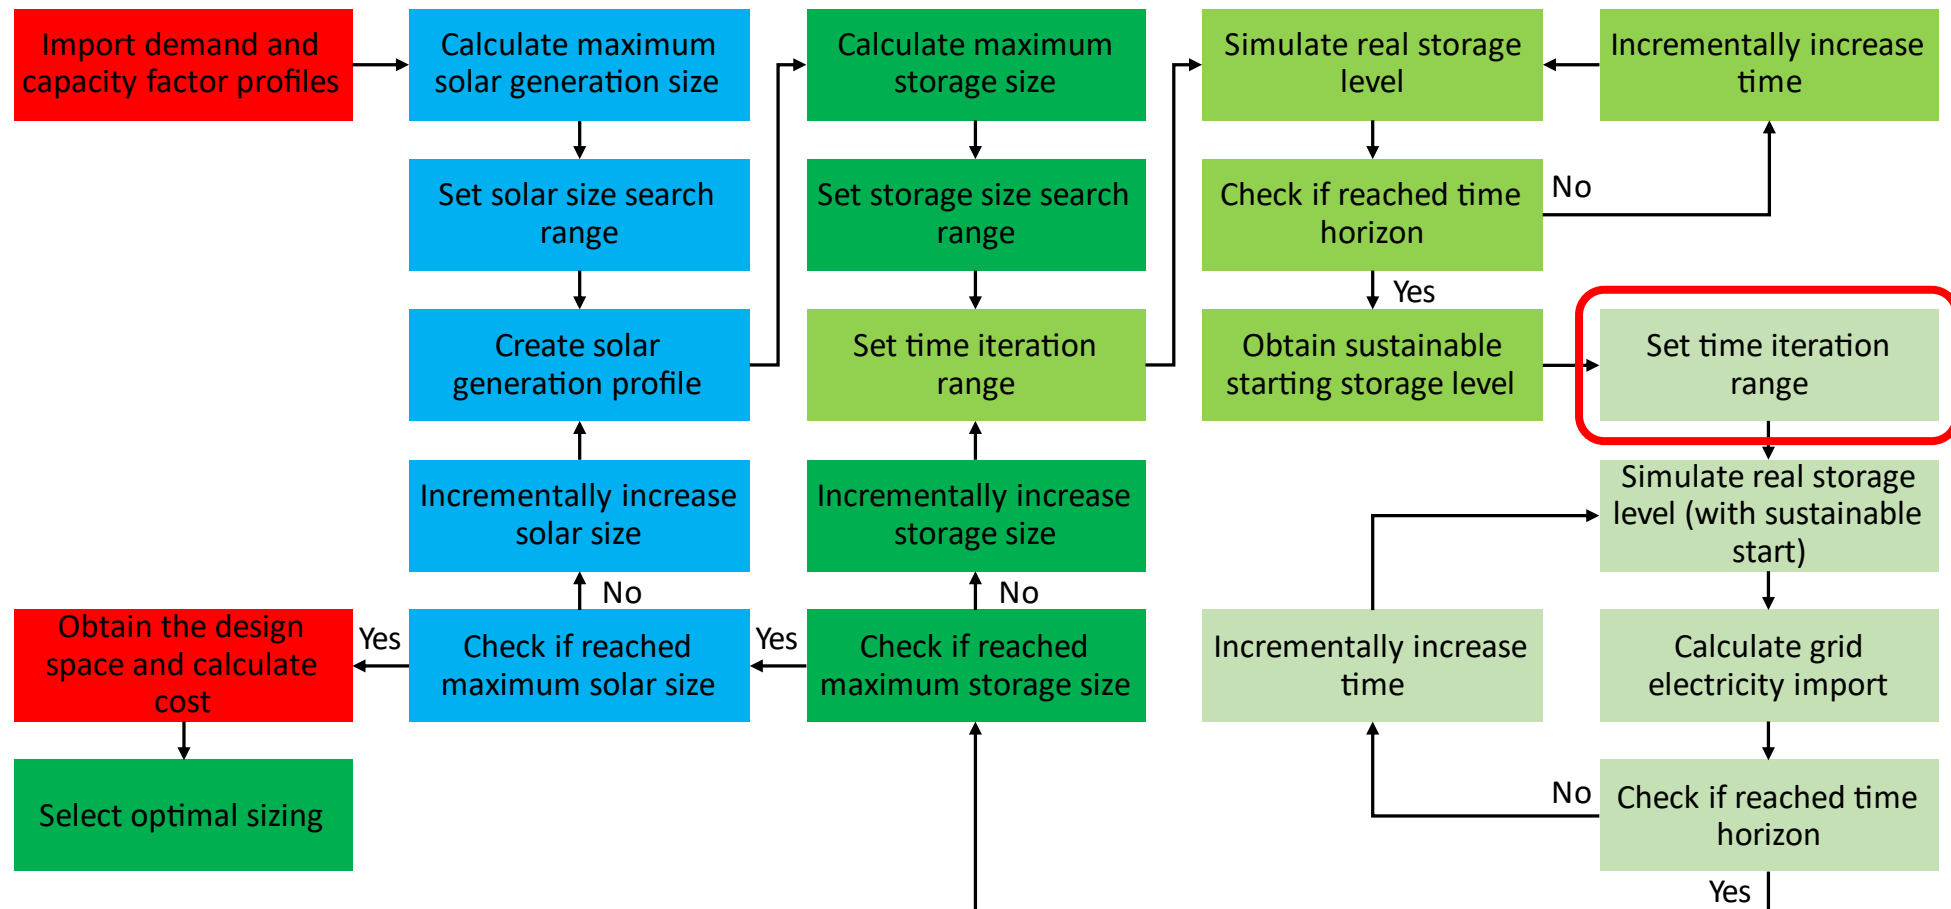 Import demand and
capacity factor profiles
Calculate maximum
solar generation size
Calculate maximum
storage size
Simulate real storage
level
Incrementally increase
time
Set solar size search
range
Set storage size search
range
Check if reached time
horizon
No
Yes
Create solar
generation profile
Set time iteration
range
Obtain sustainable
starting storage level
Set time iteration
range
Incrementally increase
solar size
Incrementally increase
storage size
Simulate real storage
level (with sustainable
start)
No
No
Obtain the design
space and calculate
cost
Yes
Check if reached
maximum solar size
Yes
Check if reached
maximum storage size
Incrementally increase
time
Calculate grid
electricity import
Select optimal sizing
No
Check if reached time
horizon
Yes